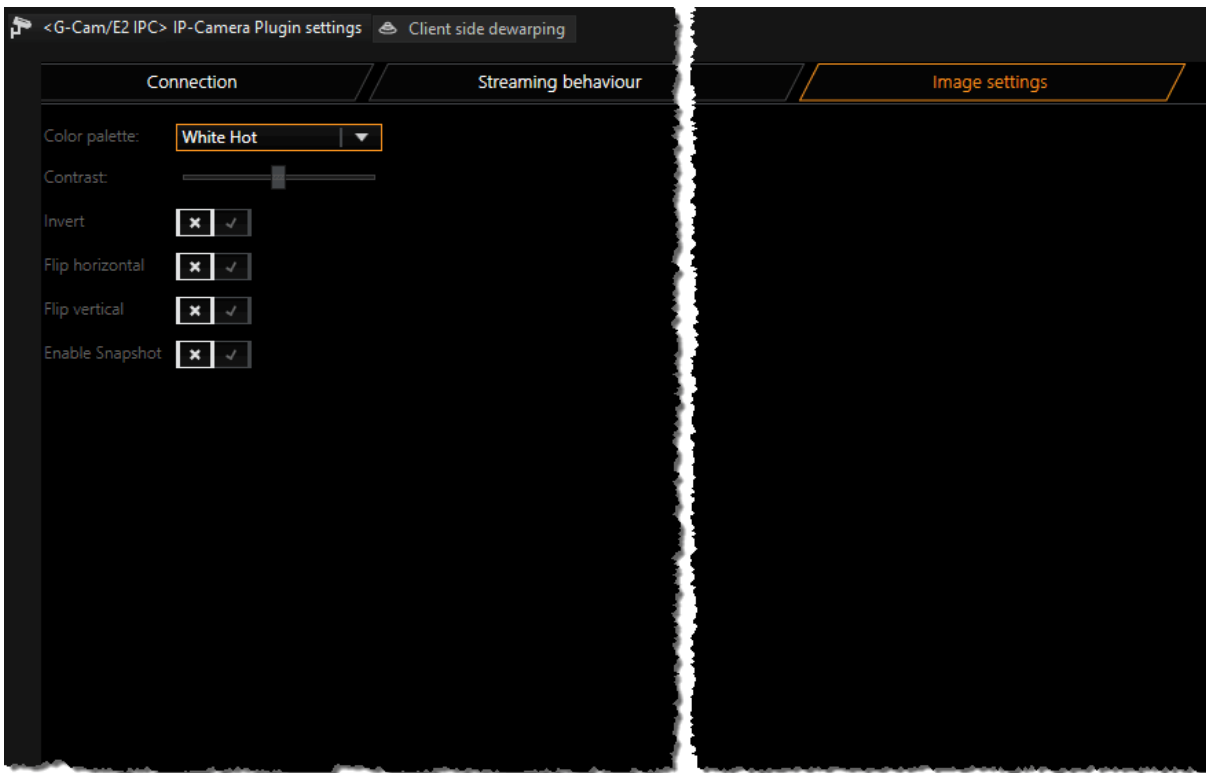 <G-Cam/E2 IPC> IP-Camera Plugin settings Client side dewarping
Connection Streaming behaviour Image settings
Color palette: White Hot
Contrast:
Invert
Flip horizontal
Flip vertical
Enable Snapshot